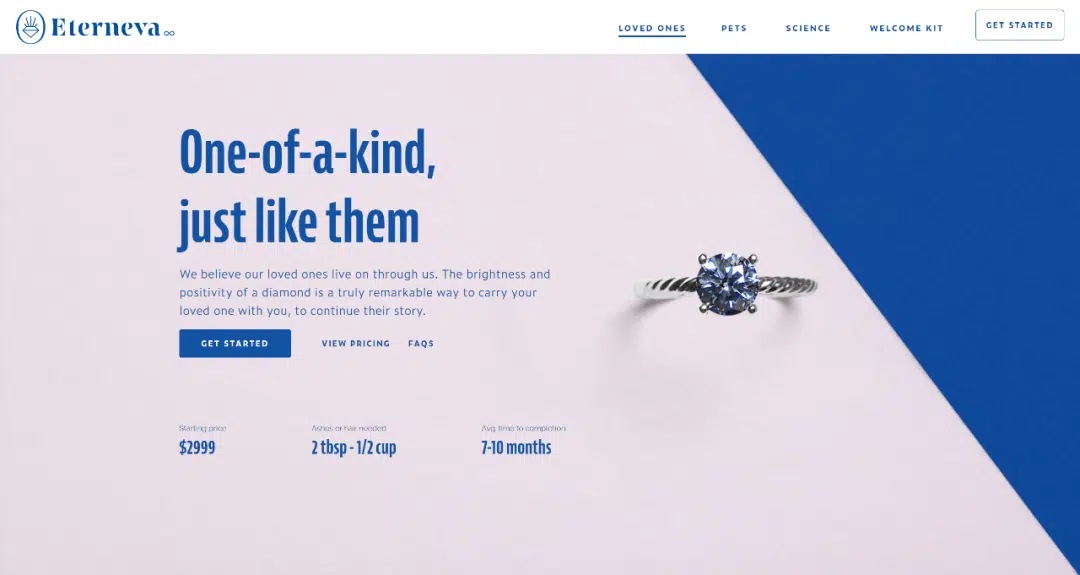 Eterneva
LOVED ONES PETS SCIENCE WELCOME KIT GET STARTED
One-of-a-kind,
just like them
We believe our loved ones live on through us. The brightness and
positivity of a diamond is a truly remarkable way to carry your
loved one with you, to continue their story.
GET STARTED VIEW PRICING FAQS
Starting price Ashes or hair needed Avg. time to completion
$2999 2 tbsp - 1/2 cup 7-10 months